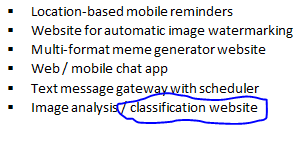 ▪ Location-based mobile reminders
▪ Website for automatic image watermarking
▪ Multi-format meme generator website
▪ Web / mobile chat app
▪ Text message gateway with scheduler
▪ Image analysis / classification website